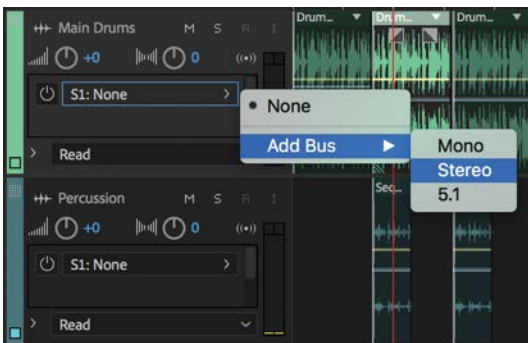 Main Drums M S R I
+0 0
S1: None
Read
Drum... Drum... Drum...
None
Add Bus
Mono
Stereo
5.1
Percussion M S R I
+0 0
S1: None
Read
Sec...